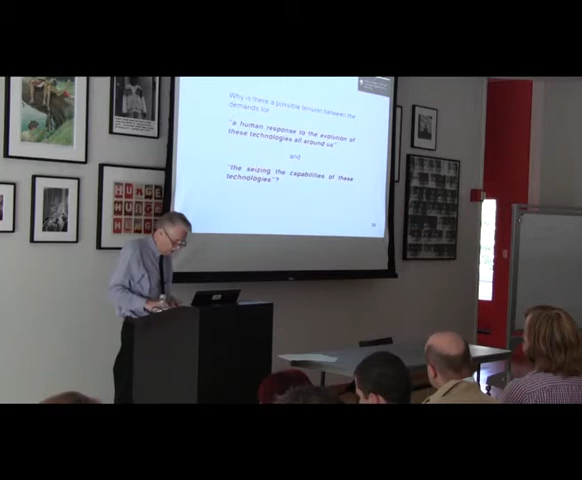 Why is there a possible tension between the
demands for
"a human response to the evolution of
these technologies all around us"
and
"the seizing the capabilities of these
technologies"?